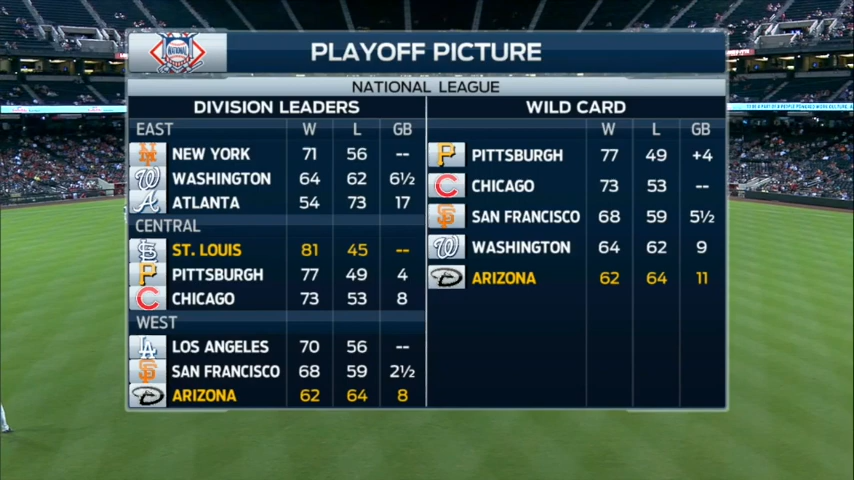 PLAYOFF PICTURE
NATIONAL LEAGUE
DIVISION LEADERS
EAST W L GB
NEW YORK 71 56 --
WASHINGTON 64 62 6½
ATLANTA 54 73 17
CENTRAL
ST. LOUIS 81 45 --
PITTSBURGH 77 49 4
CHICAGO 73 53 8
WEST
LOS ANGELES 70 56 --
SAN FRANCISCO 68 59 2½
ARIZONA 62 64 8
WILD CARD
W L GB
PITTSBURGH 77 49 +4
CHICAGO 73 53 --
SAN FRANCISCO 68 59 5½
WASHINGTON 64 62 9
ARIZONA 62 64 11